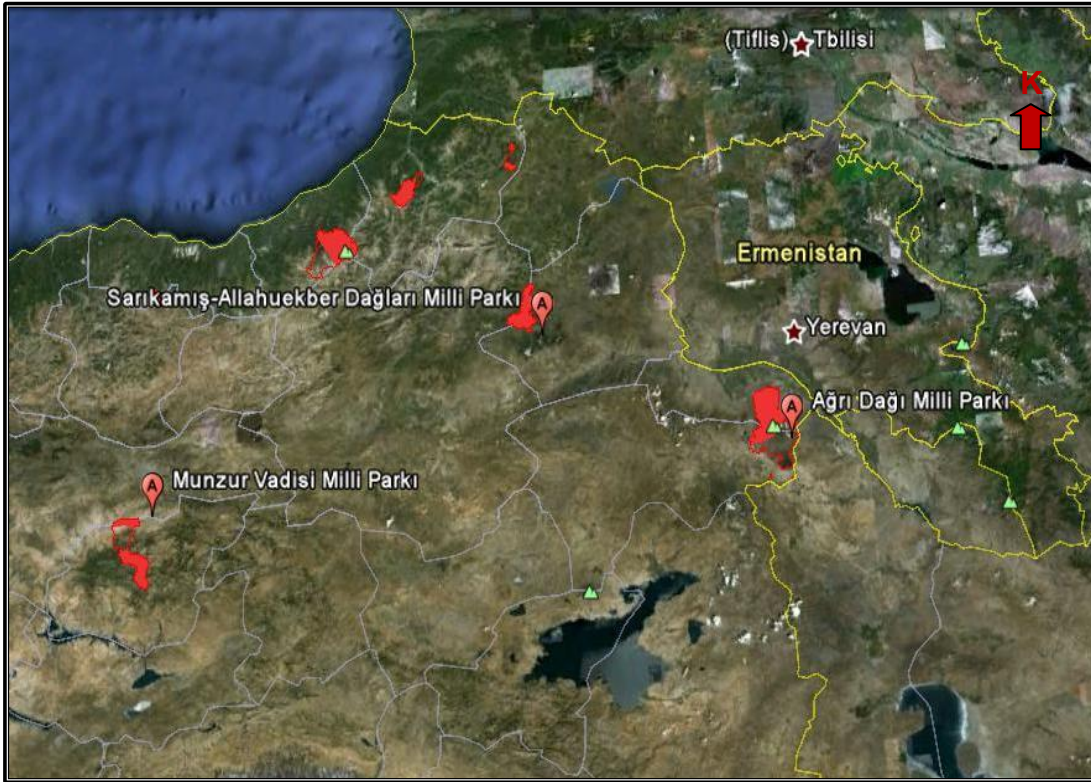 (Tiflis) Tbilisi
K
Ermenistan
Sarıkamış-Allahuekber Dağları Milli Parkı
A
Yerevan
A
Ağrı Dağı Milli Parkı
A
Munzur Vadisi Milli Parkı